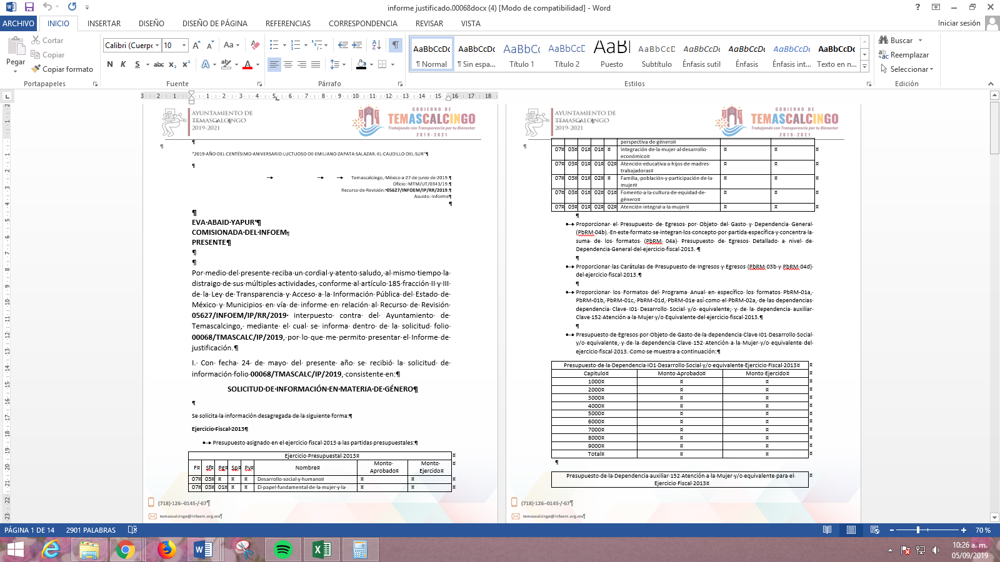 informe justificado.00068docx (4) [Modo de compatibilidad] - Word
ARCHIVO INICIO INSERTAR DISEÑO DISEÑO DE PÁGINA REFERENCIAS CORRESPONDENCIA REVISAR VISTA Iniciar sesión
Pegar
Cortar
Copiar
Copiar formato
Portapapeles
Calibri (Cuerpo 10
N K S abc x₂ x²
Fuente
Párrafo
AaBbCcDc AaBbCcDc AaBbCc AaBbCcD AaBl AaBbCcD AaBbCcDc AaBbCcDc AaBbCcDc AaBbCcDc
¶ Normal ¶ Sin espa... Título 1 Título 2 Puesto Subtítulo Énfasis sutil Énfasis Énfasis int... Texto en n...
Estilos
Buscar
Reemplazar
Seleccionar
Edición
3 2 1 1 2 3 4 5 6 7 8 9 10 11 12 13 14 15 16 17 18
AYUNTAMIENTO DE
TEMASCALCINGO
2019-2021
GOBIERNO DE
TEMASCALCINGO
Trabajando con Transparencia por tu Bienestar
2019 - 2021
"2019-AÑO DEL CENTÉSIMO ANIVERSARIO LUCTUOSO DE EMILIANO ZAPATA SALAZAR. EL CAUDILLO DEL SUR"¶
Temascalcingo, México a 27 de junio de 2019.¶
Oficio: MTM/UT/0343/19.¶
Recurso de Revisión: 05627/INFOEM/IP/RR/2019.¶
Asunto: Informe¶
EVA ABAID YAPUR¶
COMISIONADA DEL INFOEM¶
PRESENTE¶
Por medio del presente reciba un cordial y atento saludo, al mismo tiempo la
distraigo de sus múltiples actividades, conforme al artículo 185 fracción II y III
de la Ley de Transparencia y Acceso a la Información Pública del Estado de
México y Municipios en vía de informe en relación al Recurso de Revisión
05627/INFOEM/IP/RR/2019 interpuesto contra del Ayuntamiento de
Temascalcingo, mediante el cual se informa dentro de la solicitud folio
00068/TMASCALC/IP/2019, por lo que me permito presentar el Informe de
justificación.¶
I. Con fecha 24 de mayo del presente año se recibió la solicitud de
información folio 00068/TMASCALC/IP/2019, consistente en:¶
SOLICITUD DE INFORMACIÓN EN MATERIA DE GÉNERO¶
Se solicita la información desagregada de la siguiente forma:¶
Ejercicio Fiscal 2013¶
Presupuesto asignado en el ejercicio fiscal 2013 a las partidas presupuestales:¶
Ejercicio Presupuestal 2013¤
F¤ Sf¤ Pg¤ Sp¤ Py¤ Nombre¤ Monto Aprobado¤ Monto Ejercido¤
07¤ 03¤ ¤ ¤ ¤ Desarrollo social y humano¤ ¤ ¤
07¤ 03¤ 01¤ ¤ ¤ El papel fundamental de la mujer y la ¤ ¤
(718) 126-0145 / 67¶
temascalcingo@infoem.org.mx¶
AYUNTAMIENTO DE
TEMASCALCINGO
2019-2021
GOBIERNO DE
TEMASCALCINGO
Trabajando con Transparencia por tu Bienestar
2019 - 2021
perspectiva de género¤
07¤ 03¤ 01¤ 01¤ ¤ Integración de la mujer al desarrollo económico¤ ¤ ¤
07¤ 03¤ 01¤ 01¤ 02¤ Atención educativa a hijos de madres trabajadoras¤ ¤ ¤
07¤ 03¤ 01¤ 02¤ ¤ Familia, población y participación de la mujer¤ ¤ ¤
07¤ 03¤ 01¤ 02¤ 01¤ Fomento a la cultura de equidad de género¤ ¤ ¤
07¤ 03¤ 01¤ 02¤ 02¤ Atención integral a la mujer¤ ¤ ¤
Proporcionar el Presupuesto de Egresos por Objeto del Gasto y Dependencia General
(PbRM 04b). En este formato se integran los concepto por partida específica y concentra la
suma de los formatos (PbRM 04a) Presupuesto de Egresos Detallado a nivel de
Dependencia General del ejercicio fiscal 2013. ¶
Proporcionar las Carátulas de Presupuesto de Ingresos y Egresos (PbRM 03b y PbRM 04d)
del ejercicio fiscal 2013.¶
Proporcionar los Formatos del Programa Anual en específico los formatos PbRM-01a,
PbRM-01b, PbRM-01c, PbRM-01d, PbRM-01e así como el PbRM-02a, de las dependencias
dependencia Clave I01 Desarrollo Social y/o equivalente; y de la dependencia auxiliar
Clave 152 Atención a la Mujer y/o Equivalente del ejercicio fiscal 2013.¶
Presupuesto de Egresos por Objeto de Gasto de la dependencia Clave I01 Desarrollo Social
y/o equivalente, y de la dependencia Clave 152 Atención a la Mujer y/o equivalente del
ejercicio fiscal 2013. Como se muestra a continuación:¶
Presupuesto de la Dependencia IO1 Desarrollo Social y/o equivalente Ejercicio Fiscal 2013¤
Capitulo¤ Monto Aprobado¤ Monto Ejercido¤
1000¤ ¤ ¤
2000¤ ¤ ¤
3000¤ ¤ ¤
4000¤ ¤ ¤
5000¤ ¤ ¤
6000¤ ¤ ¤
7000¤ ¤ ¤
8000¤ ¤ ¤
9000¤ ¤ ¤
Total¤ ¤ ¤
Presupuesto de la Dependencia auxiliar 152 Atención a la Mujer y/o equivalente para el
Ejercicio Fiscal 2013¤
(718) 126-0145 / 67¶
temascalcingo@infoem.org.mx¶
PÁGINA 1 DE 14 2901 PALABRAS 70 %
10:26 a. m.
05/09/2019